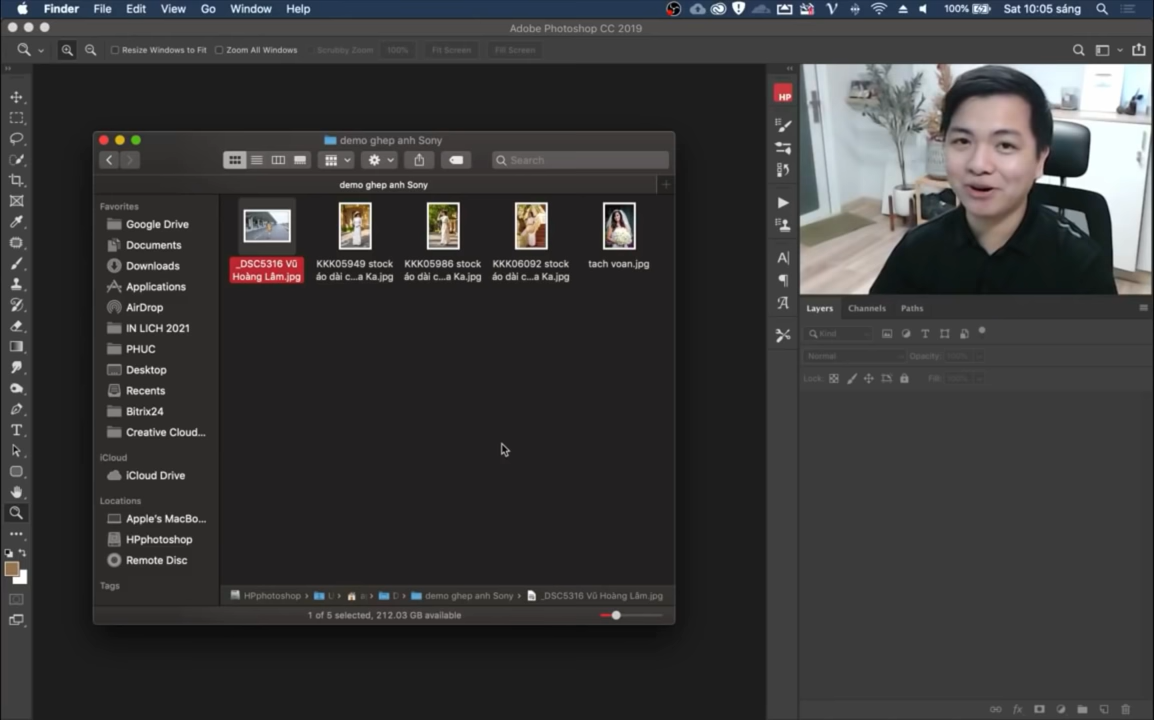 Finder File Edit View Go Window Help 100% Sat 10:05 sáng
Adobe Photoshop CC 2019
Resize Windows to Fit Zoom All Windows Scrubby Zoom 100% Fit Screen Fill Screen
demo ghep anh Sony
Search
demo ghep anh Sony
Favorites
Google Drive
Documents
Downloads
Applications
AirDrop
IN LICH 2021
PHUC
Desktop
Recents
Bitrix24
Creative Cloud...
iCloud
iCloud Drive
Locations
Apple's MacBo...
HPphotoshop
Remote Disc
Tags
_DSC5316 Vũ
Hoàng Lâm.jpg
KKK05949 stock
áo dài c...a Ka.jpg
KKK05986 stock
áo dài c...a Ka.jpg
KKK06092 stock
áo dài c...a Ka.jpg
tach voan.jpg
HPphotoshop › demo ghep anh Sony › _DSC5316 Vũ Hoàng Lâm.jpg
1 of 5 selected, 212.03 GB available
HP
Layers Channels Paths
Kind
Normal Opacity: 100%
Lock: Fill: 100%